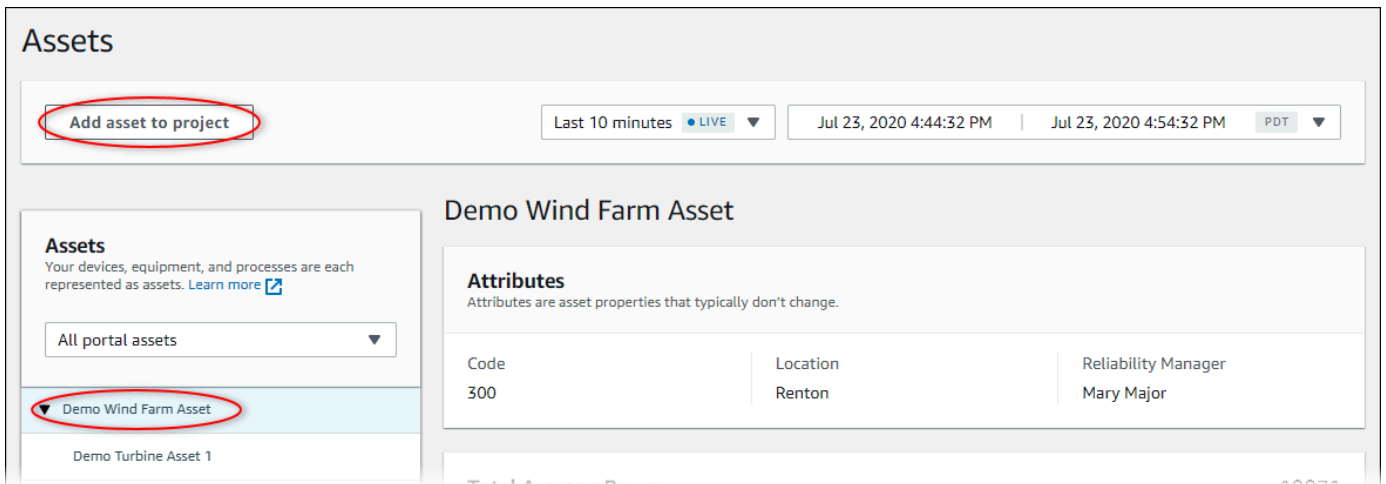 Assets
Add asset to project
Last 10 minutes LIVE
Jul 23, 2020 4:44:32 PM | Jul 23, 2020 4:54:32 PM PDT
Assets
Your devices, equipment, and processes are each
represented as assets. Learn more
All portal assets
Demo Wind Farm Asset
Demo Turbine Asset 1
Demo Wind Farm Asset
Attributes
Attributes are asset properties that typically don't change.
Code
300
Location
Renton
Reliability Manager
Mary Major